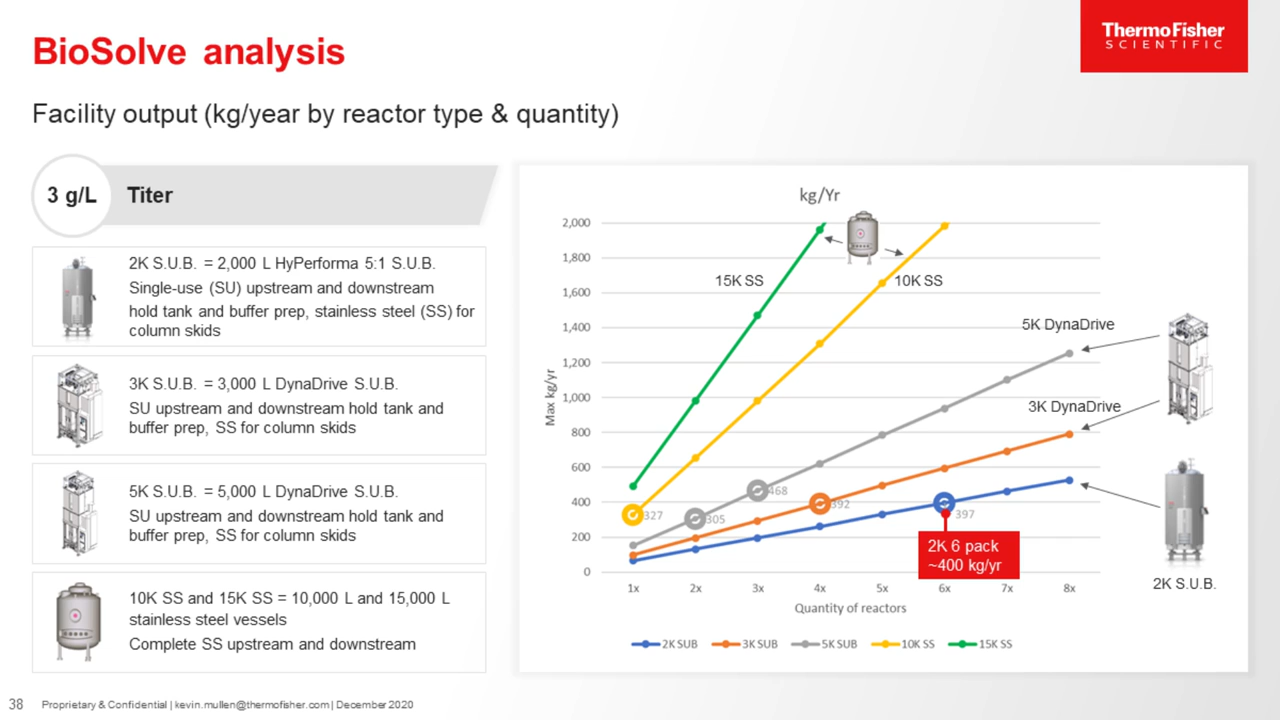 BioSolve analysis
ThermoFisher
SCIENTIFIC
Facility output (kg/year by reactor type & quantity)
3 g/L
Titer
2K S.U.B. = 2,000 L HyPerforma 5:1 S.U.B.
Single-use (SU) upstream and downstream
hold tank and buffer prep, stainless steel (SS) for
column skids
3K S.U.B. = 3,000 L DynaDrive S.U.B.
SU upstream and downstream hold tank and
buffer prep, SS for column skids
5K S.U.B. = 5,000 L DynaDrive S.U.B.
SU upstream and downstream hold tank and
buffer prep, SS for column skids
10K SS and 15K SS = 10,000 L and 15,000 L
stainless steel vessels
Complete SS upstream and downstream
kg/Yr
Max kg/yr
2,000
1,800
1,600
1,400
1,200
1,000
800
600
400
200
0
15K SS
10K SS
5K DynaDrive
3K DynaDrive
327
305
468
392
397
2K 6 pack
~400 kg/yr
2K S.U.B.
1x 2x 3x 4x 5x 6x 7x 8x
Quantity of reactors
2K SUB 3K SUB 5K SUB 10K SS 15K SS
38 Proprietary & Confidential | kevin.mullen@thermofisher.com | December 2020